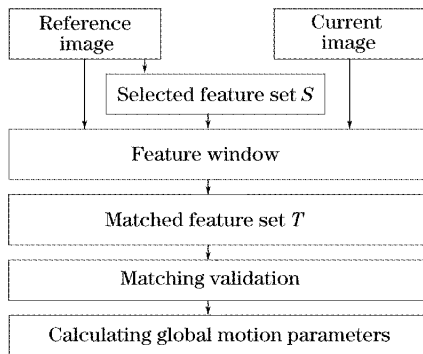 Reference
image
Current
image
Selected feature set S
Feature window
Matched feature set T
Matching validation
Calculating global motion parameters